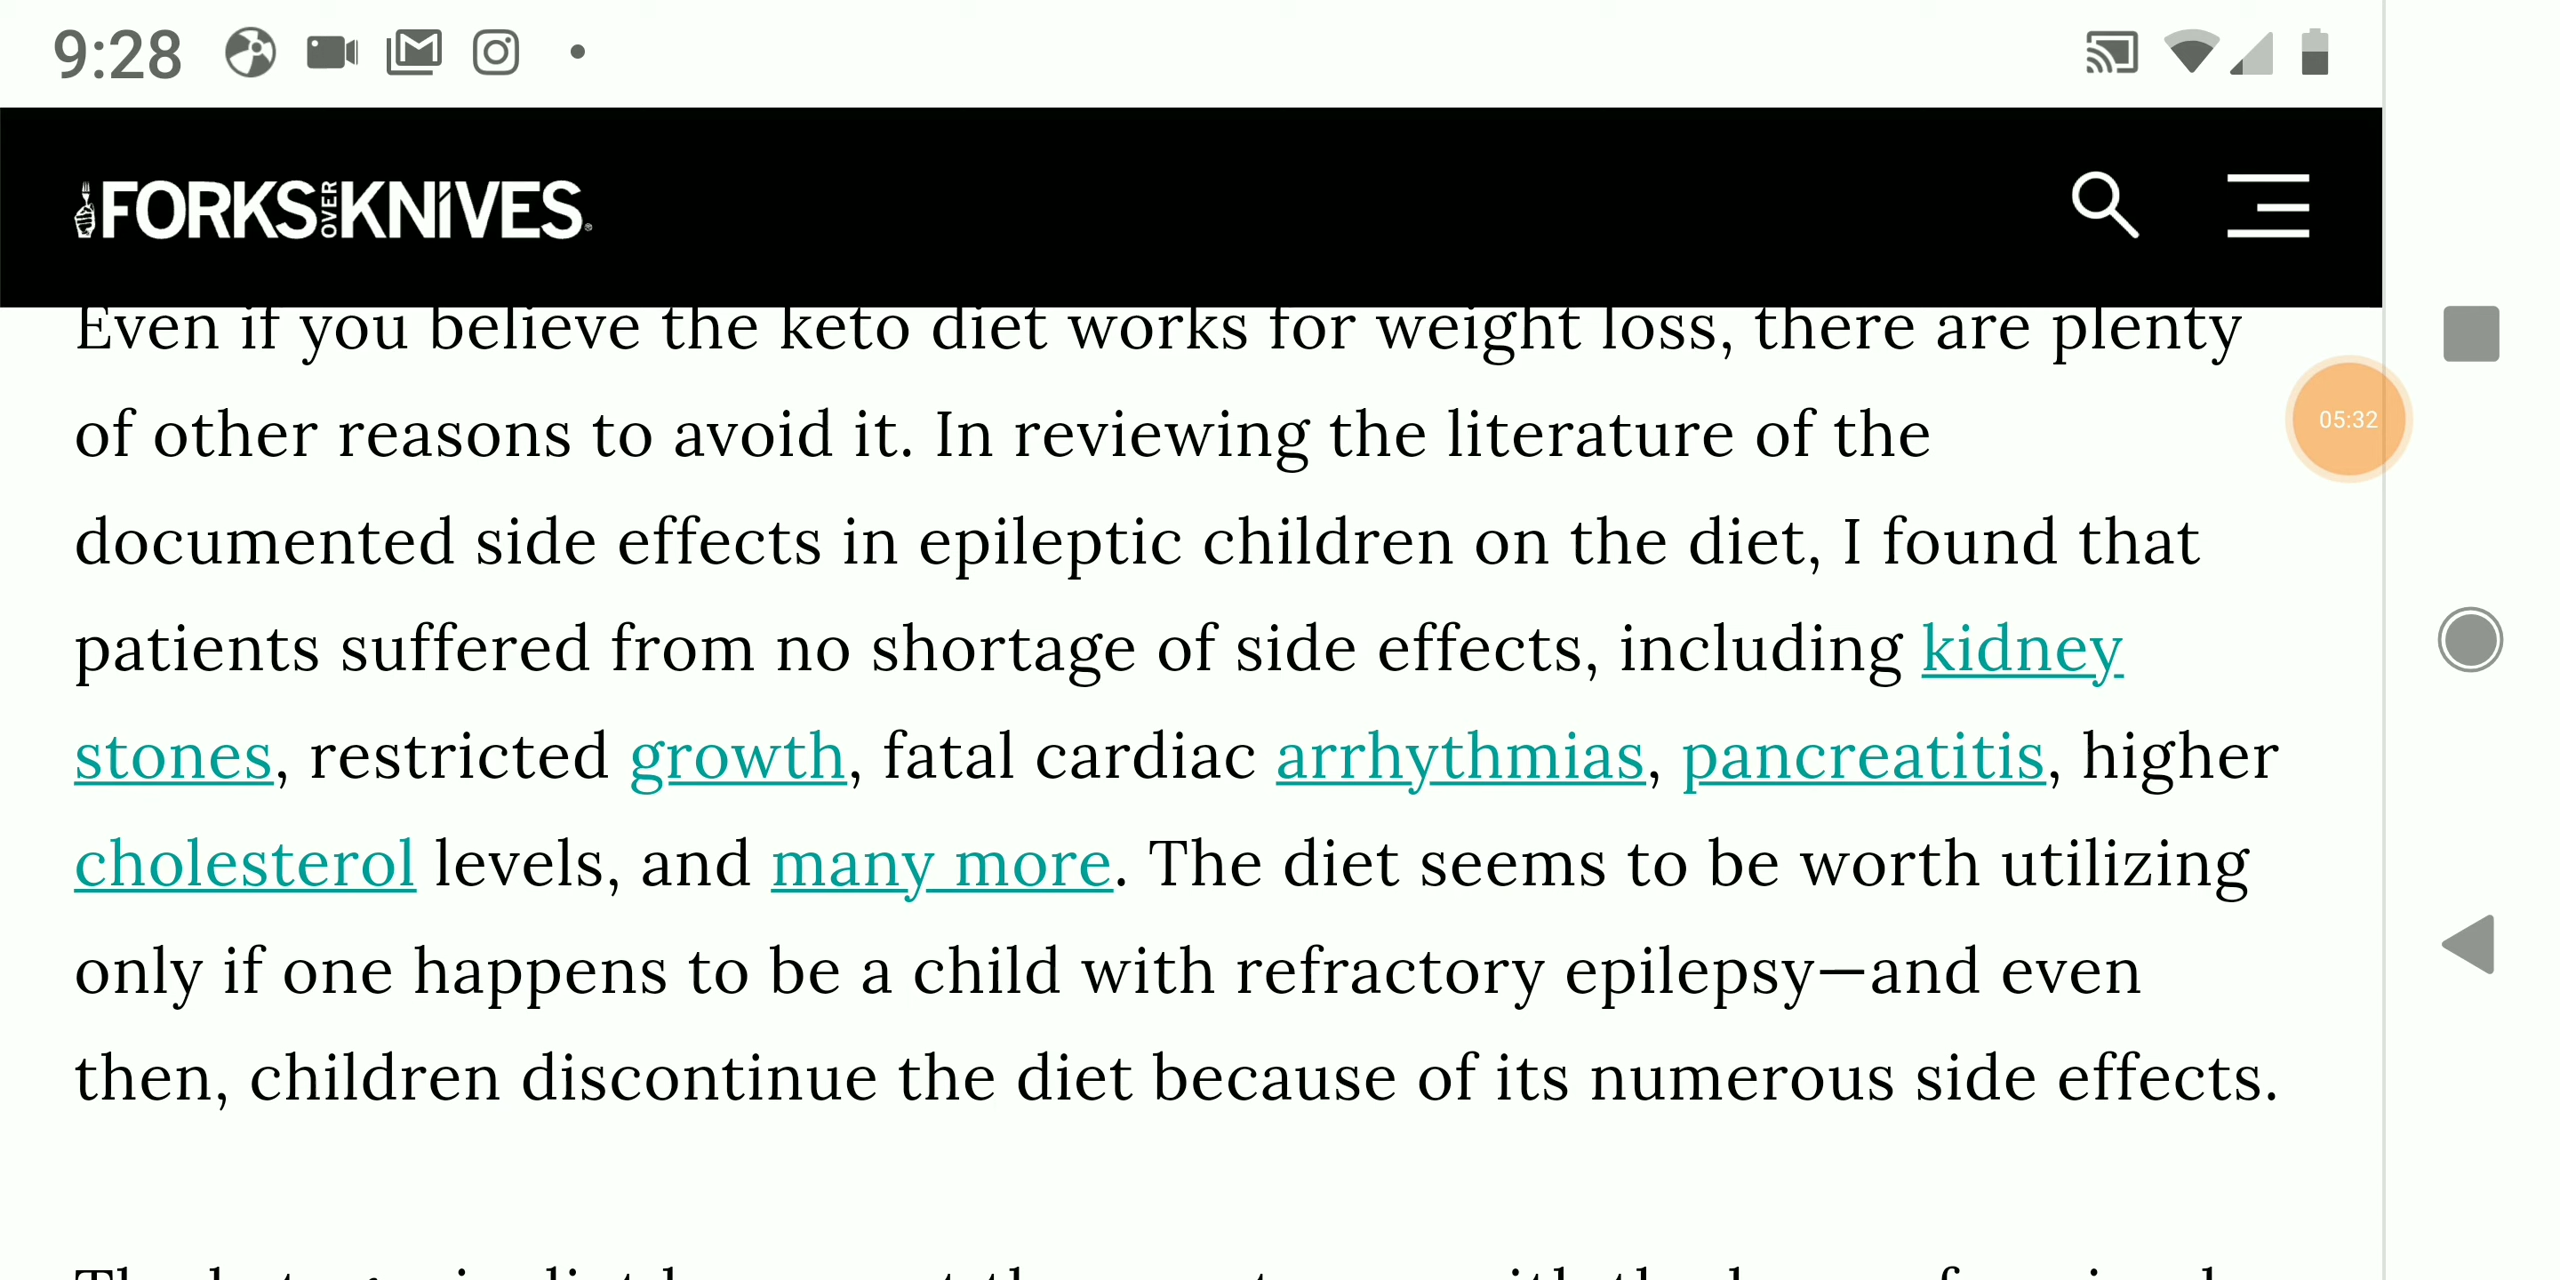 9:28
FORKS OVER KNIVES
Even if you believe the keto diet works for weight loss, there are plenty
05:32
of other reasons to avoid it. In reviewing the literature of the
documented side effects in epileptic children on the diet, I found that
patients suffered from no shortage of side effects, including kidney
stones, restricted growth, fatal cardiac arrhythmias, pancreatitis, higher
cholesterol levels, and many more. The diet seems to be worth utilizing
only if one happens to be a child with refractory epilepsy—and even
then, children discontinue the diet because of its numerous side effects.